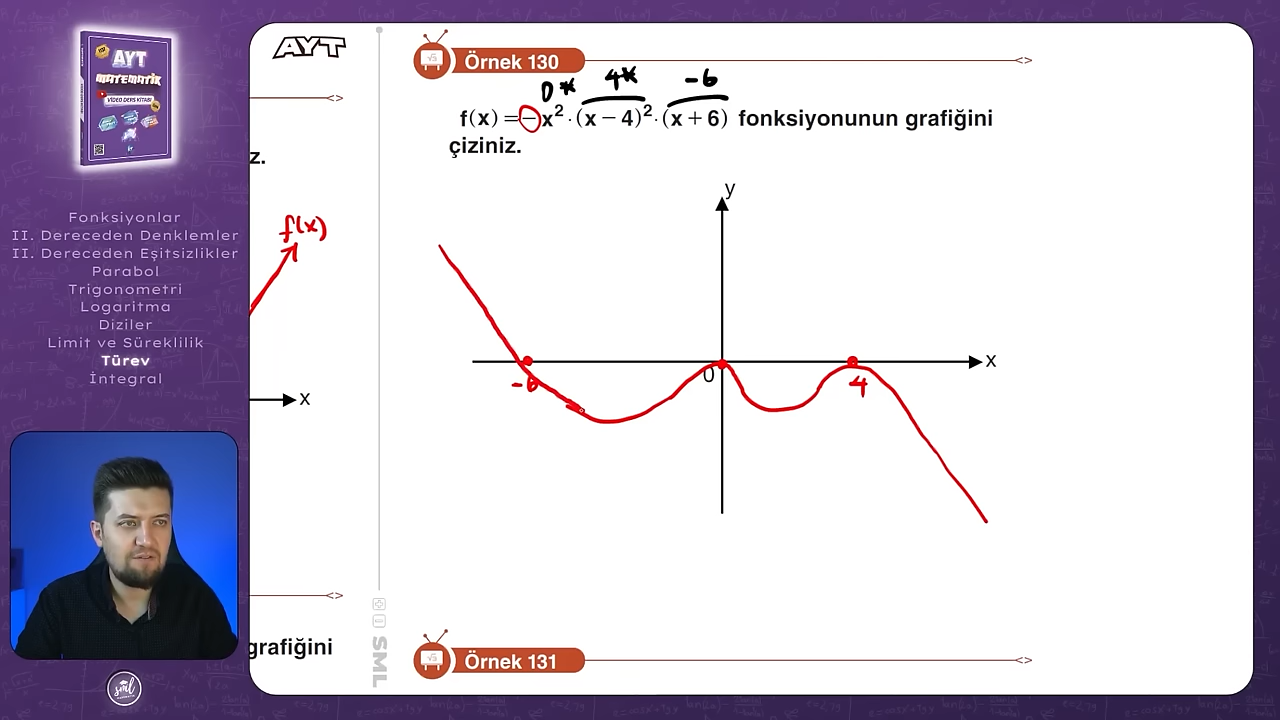 AYT
MATEMATİK
VİDEO DERS KİTABI
Fonksiyonlar
II. Dereceden Denklemler
II. Dereceden Eşitsizlikler
Parabol
Trigonometri
Logaritma
Diziler
Limit ve Süreklilik
Türev
İntegral
sml
AYT
z.
f(x)
x
grafiğini
SML
Örnek 130
0* 4* -6
f(x) = -x² · (x - 4)² · (x + 6) fonksiyonunun grafiğini
çiziniz.
y
x
-6
0
4
Örnek 131